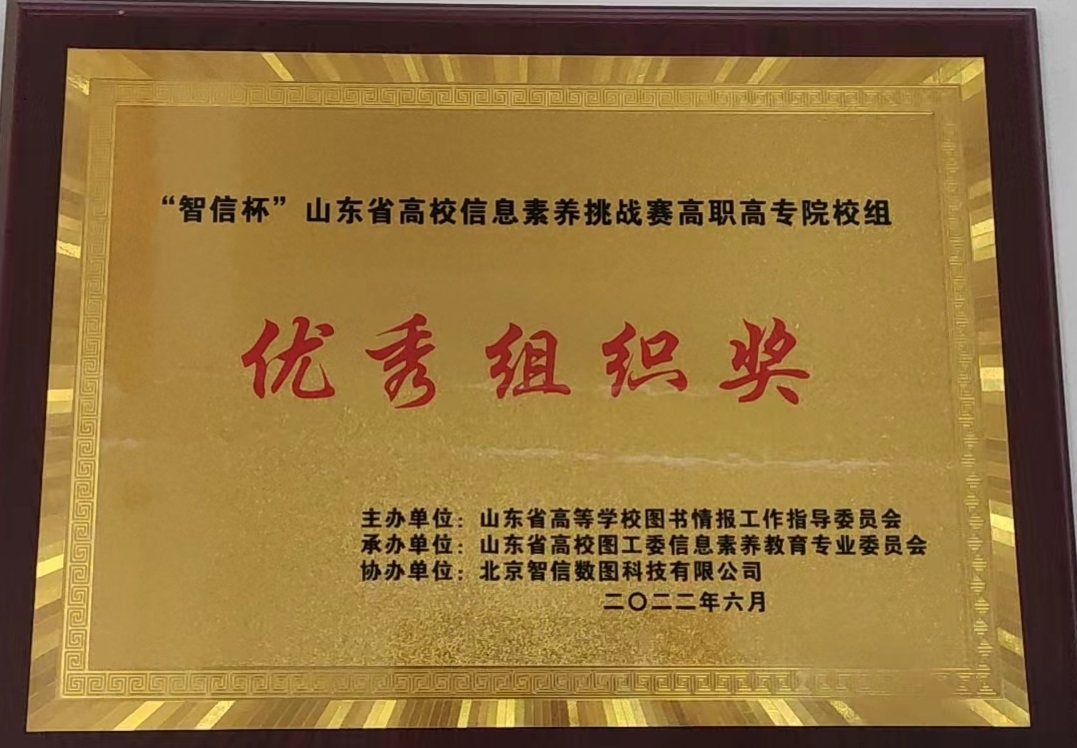 “智信杯”山东省高校信息素养挑战赛高职高专院校组
优秀组织奖
主办单位：山东省高等学校图书情报工作指导委员会
承办单位：山东省高校图工委信息素养教育专业委员会
协办单位：北京智信数图科技有限公司
二〇二二年六月